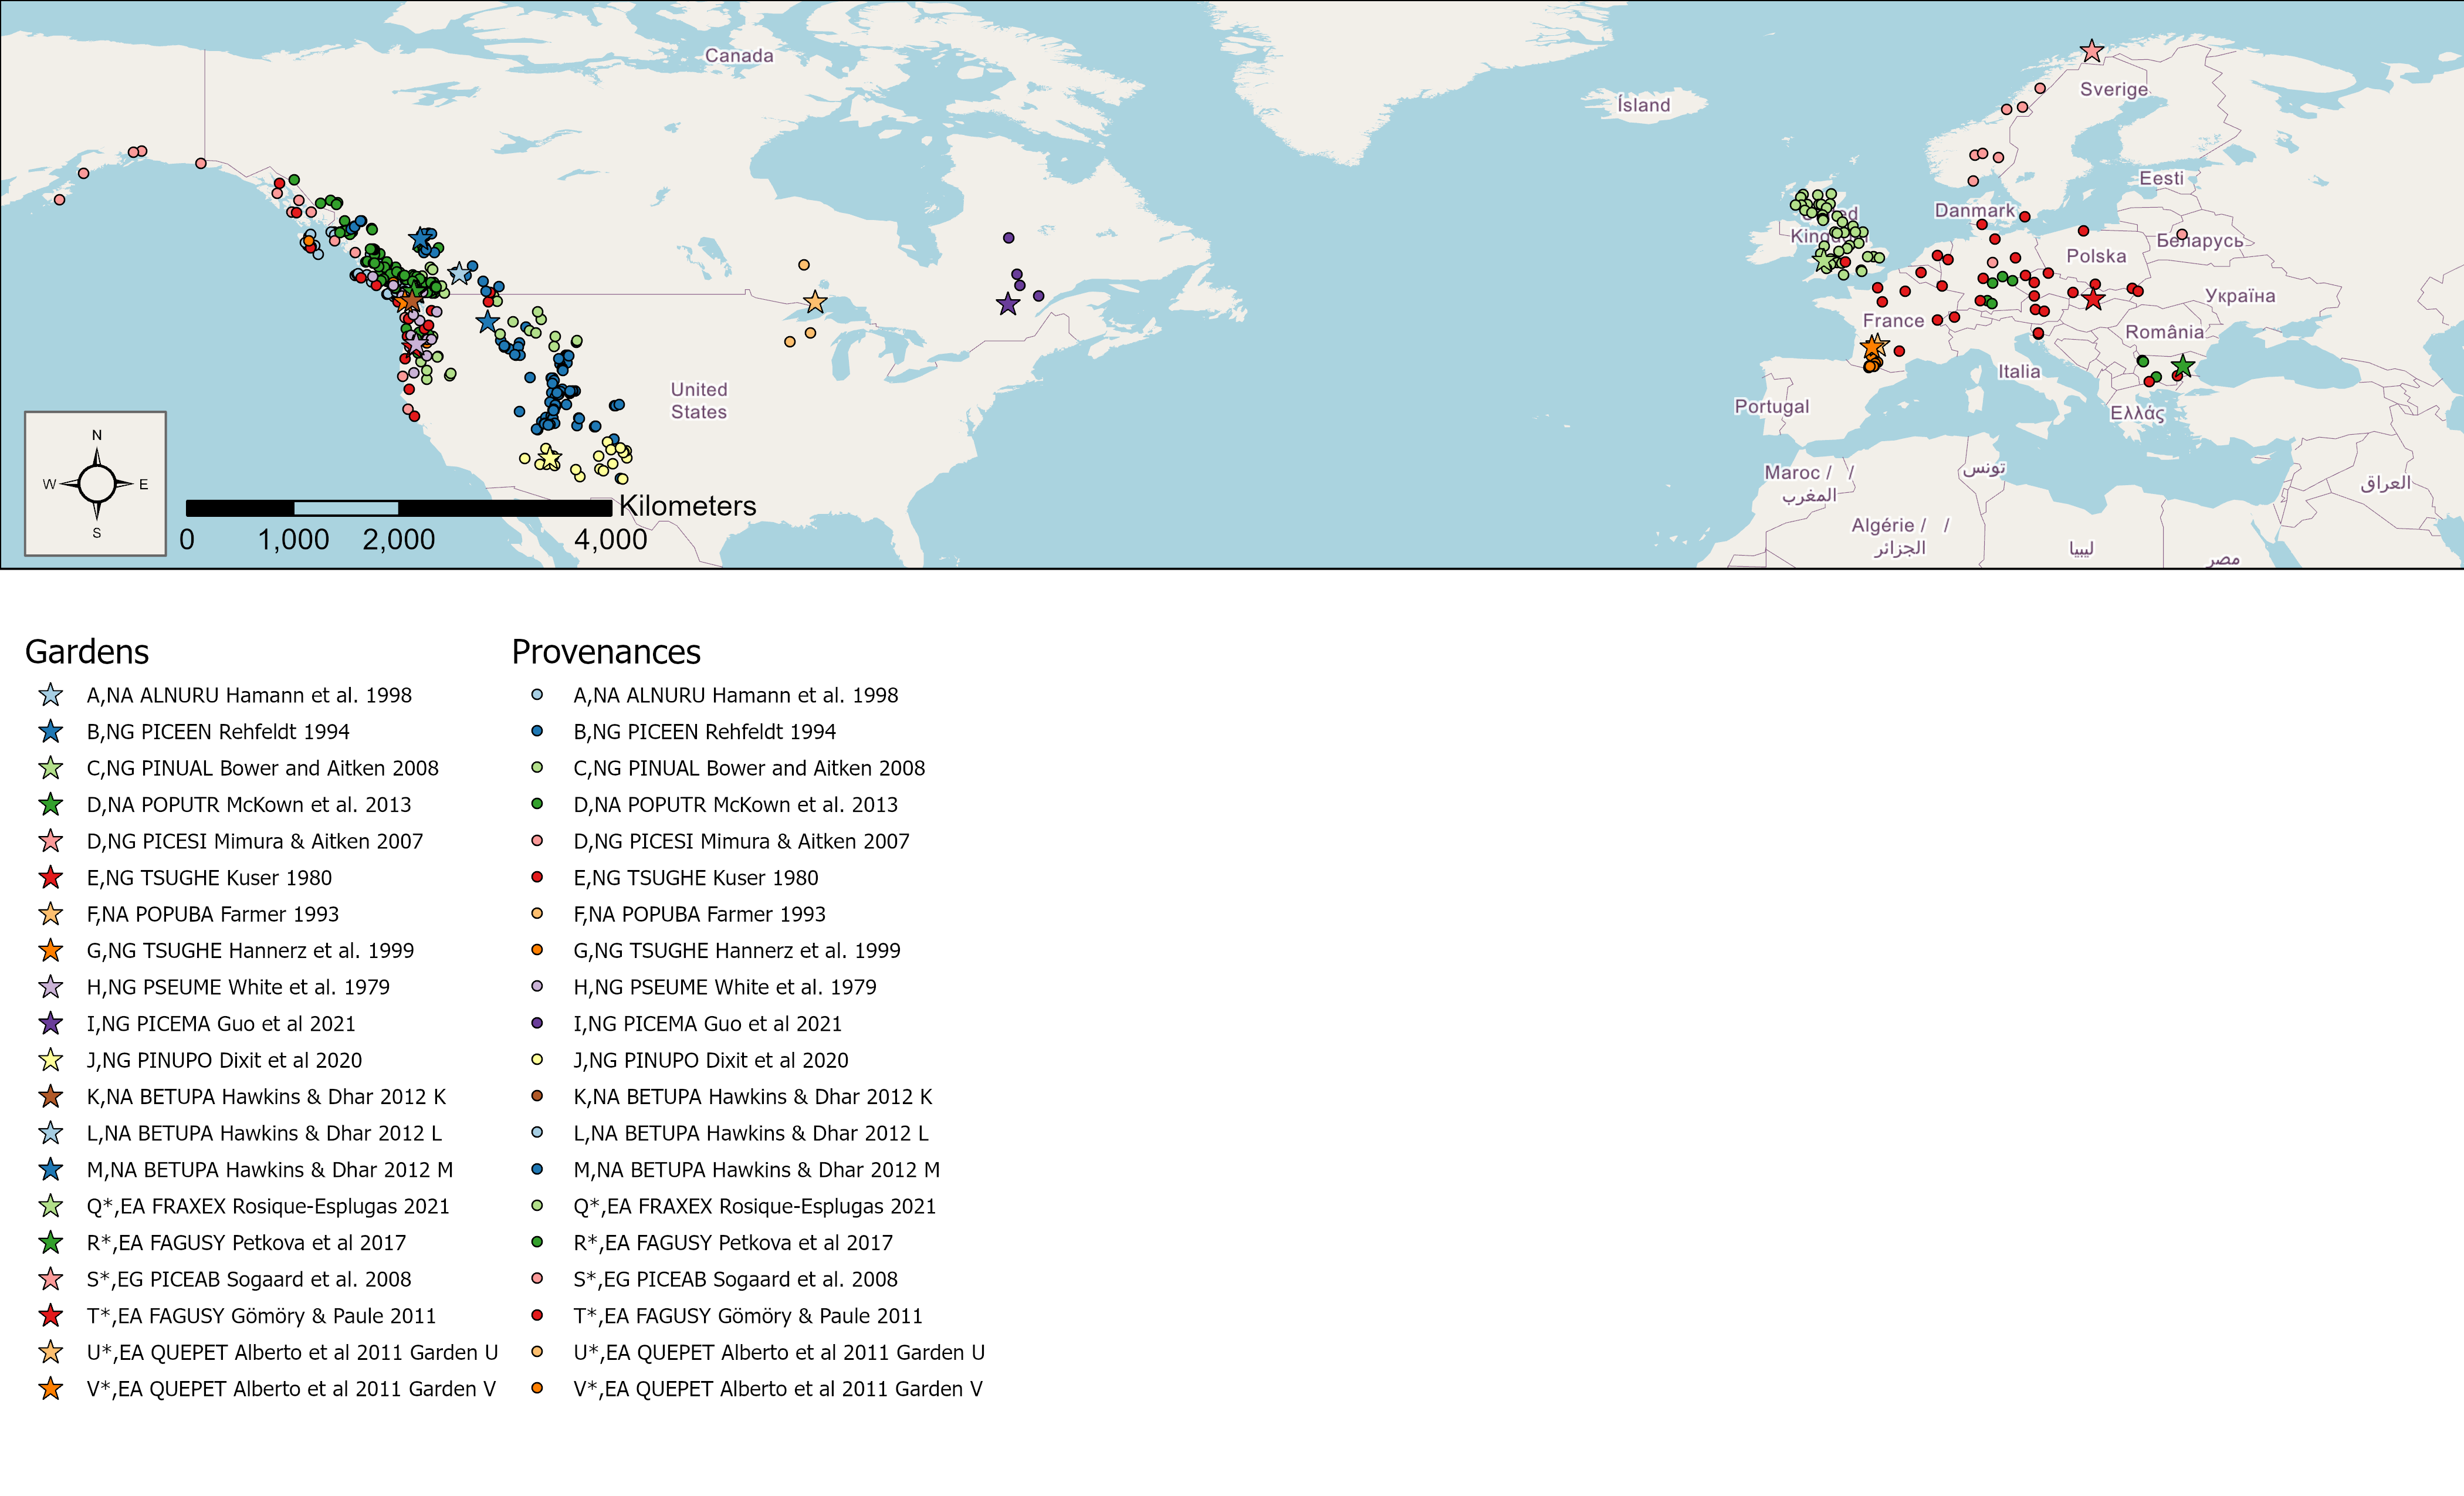 Canada
Ísland
Sverige
Eesti
Danmark
United
Kingdom
Polska
Беларусь
Україна
France
România
Italia
Ελλάς
Portugal
United
States
Maroc / /
المغرب
تونس
Algérie / /
الجزائر
ليبيا
مصر
العراق
N
W E
S
Kilometers
0 1,000 2,000 4,000
Gardens
A,NA ALNURU Hamann et al. 1998
B,NG PICEEN Rehfeldt 1994
C,NG PINUAL Bower and Aitken 2008
D,NA POPUTR McKown et al. 2013
D,NG PICESI Mimura & Aitken 2007
E,NG TSUGHE Kuser 1980
F,NA POPUBA Farmer 1993
G,NG TSUGHE Hannerz et al. 1999
H,NG PSEUME White et al. 1979
I,NG PICEMA Guo et al 2021
J,NG PINUPO Dixit et al 2020
K,NA BETUPA Hawkins & Dhar 2012 K
L,NA BETUPA Hawkins & Dhar 2012 L
M,NA BETUPA Hawkins & Dhar 2012 M
Q*,EA FRAXEX Rosique-Esplugas 2021
R*,EA FAGUSY Petkova et al 2017
S*,EG PICEAB Sogaard et al. 2008
T*,EA FAGUSY Gömöry & Paule 2011
U*,EA QUEPET Alberto et al 2011 Garden U
V*,EA QUEPET Alberto et al 2011 Garden V
Provenances
A,NA ALNURU Hamann et al. 1998
B,NG PICEEN Rehfeldt 1994
C,NG PINUAL Bower and Aitken 2008
D,NA POPUTR McKown et al. 2013
D,NG PICESI Mimura & Aitken 2007
E,NG TSUGHE Kuser 1980
F,NA POPUBA Farmer 1993
G,NG TSUGHE Hannerz et al. 1999
H,NG PSEUME White et al. 1979
I,NG PICEMA Guo et al 2021
J,NG PINUPO Dixit et al 2020
K,NA BETUPA Hawkins & Dhar 2012 K
L,NA BETUPA Hawkins & Dhar 2012 L
M,NA BETUPA Hawkins & Dhar 2012 M
Q*,EA FRAXEX Rosique-Esplugas 2021
R*,EA FAGUSY Petkova et al 2017
S*,EG PICEAB Sogaard et al. 2008
T*,EA FAGUSY Gömöry & Paule 2011
U*,EA QUEPET Alberto et al 2011 Garden U
V*,EA QUEPET Alberto et al 2011 Garden V